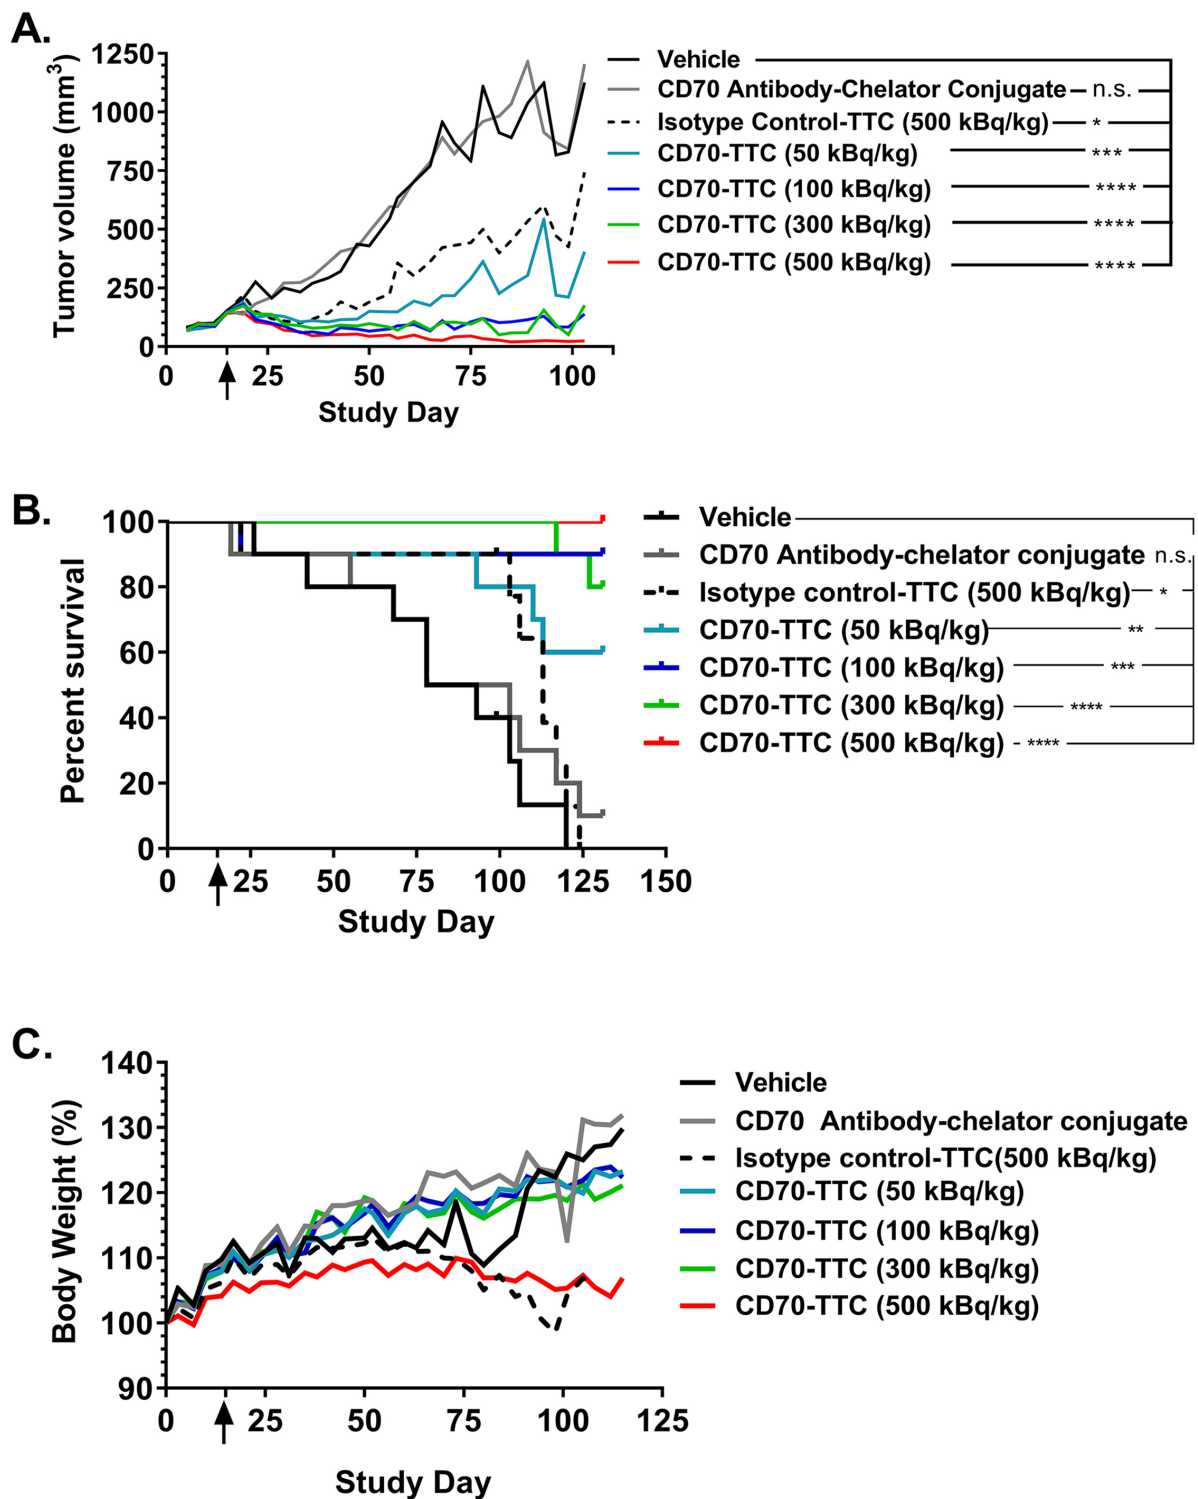 A.
Tumor volume (mm3)
1250
1000
750
500
250
0
0 25 50 75 100
Study Day
Vehicle
CD70 Antibody-Chelator Conjugate n.s.
Isotype Control-TTC (500 kBq/kg) *
CD70-TTC (50 kBq/kg) ***
CD70-TTC (100 kBq/kg) ****
CD70-TTC (300 kBq/kg) ****
CD70-TTC (500 kBq/kg) ****
B.
Percent survival
100
80
60
40
20
0
0 25 50 75 100 125 150
Study Day
Vehicle
CD70 Antibody-chelator conjugate n.s.
Isotype control-TTC (500 kBq/kg) *
CD70-TTC (50 kBq/kg) **
CD70-TTC (100 kBq/kg) ***
CD70-TTC (300 kBq/kg) ****
CD70-TTC (500 kBq/kg) ****
C.
Body Weight (%)
140
130
120
110
100
90
0 25 50 75 100 125
Study Day
Vehicle
CD70 Antibody-chelator conjugate
Isotype control-TTC(500 kBq/kg)
CD70-TTC (50 kBq/kg)
CD70-TTC (100 kBq/kg)
CD70-TTC (300 kBq/kg)
CD70-TTC (500 kBq/kg)